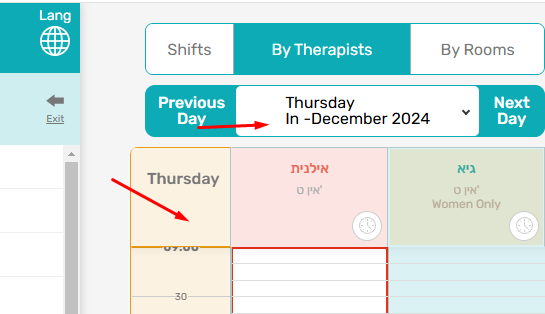 Lang
Exit
Shifts
By Therapists
By Rooms
Previous
Day
Thursday
In -December 2024
Next
Day
Thursday
אילנית
אין ט'
גיא
אין ט'
Women Only
09:00
30